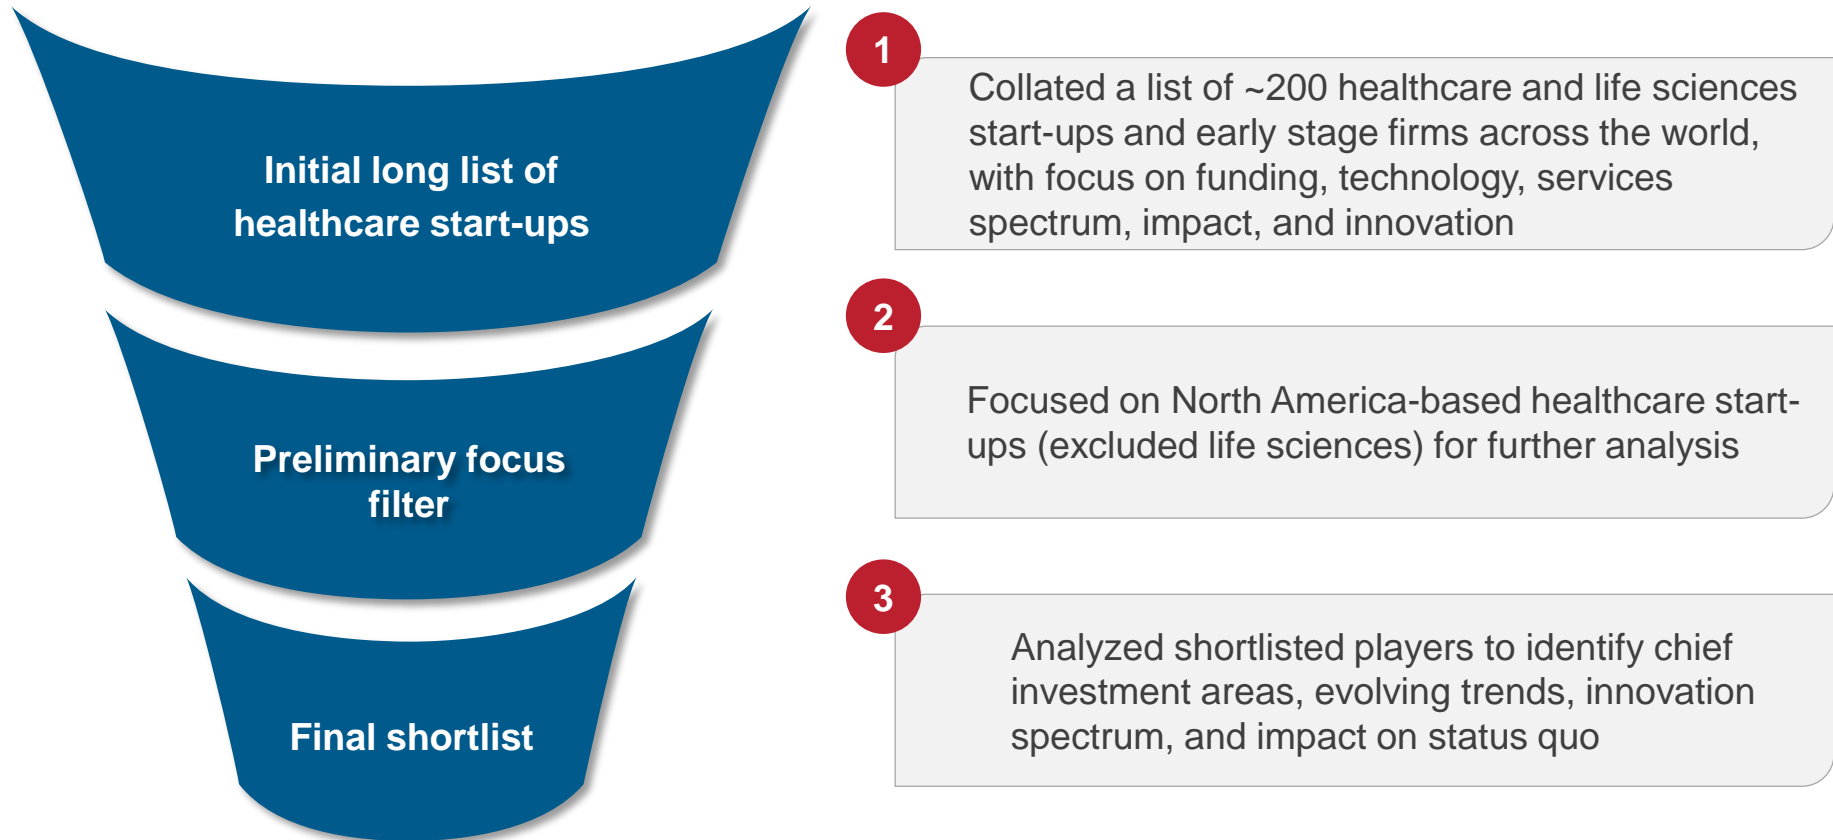 Initial long list of
healthcare start-ups
1
Collated a list of ~200 healthcare and life sciences
start-ups and early stage firms across the world,
with focus on funding, technology, services
spectrum, impact, and innovation
Preliminary focus
filter
2
Focused on North America-based healthcare start-
ups (excluded life sciences) for further analysis
Final shortlist
3
Analyzed shortlisted players to identify chief
investment areas, evolving trends, innovation
spectrum, and impact on status quo